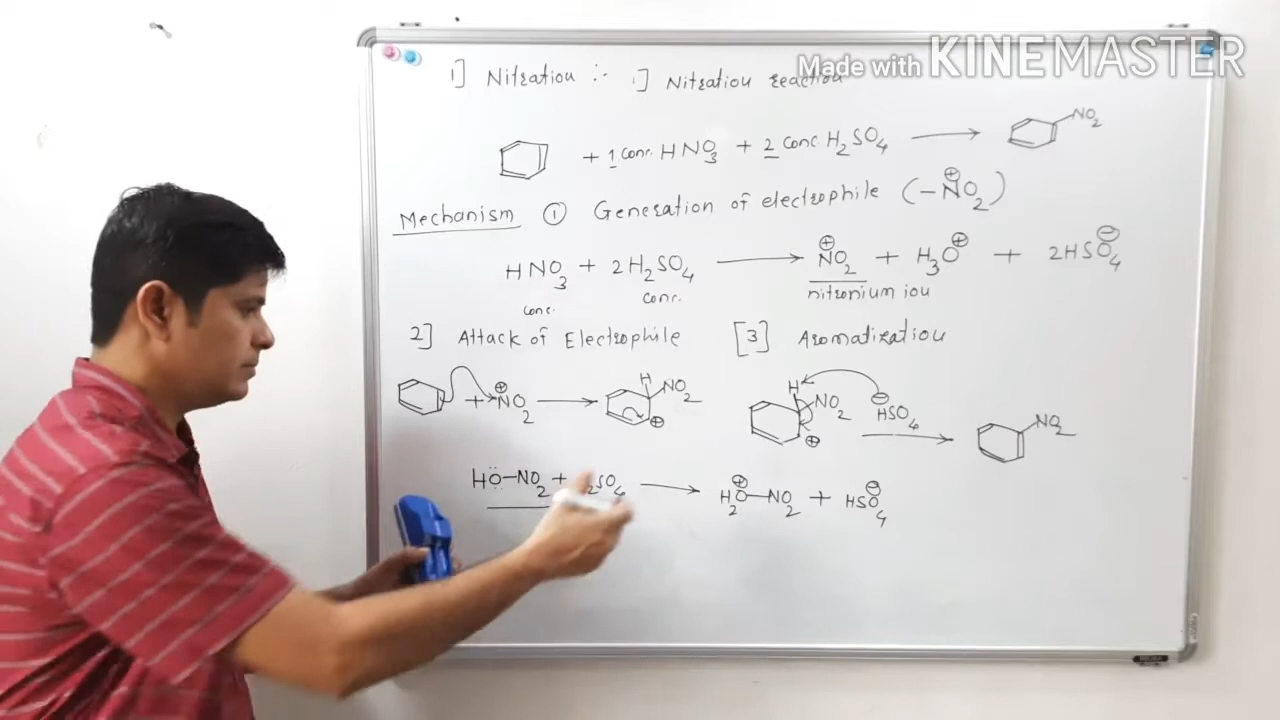 Made with KINEMASTER
1] Nitration :- 1] Nitration reaction
+ 1 conc. HNO3 + 2 conc. H2SO4 ⟶ NO2
Mechanism ① Generation of electrophile (-N⊕O2)
HNO3 + 2H2SO4 ⟶ N⊕O2 + H3O⊕ + 2HSO4⊖
conc. conc. nitronium ion
2] Attack of Electrophile [3] Aromatization
+ N⊕O2 ⟶ H NO2 ⊕ H NO2 ⊕ HSO4⊖ ⟶ NO2
HÖ-NO2 + 2SO4 ⟶ H2O⊕-NO2 + HSO4⊖